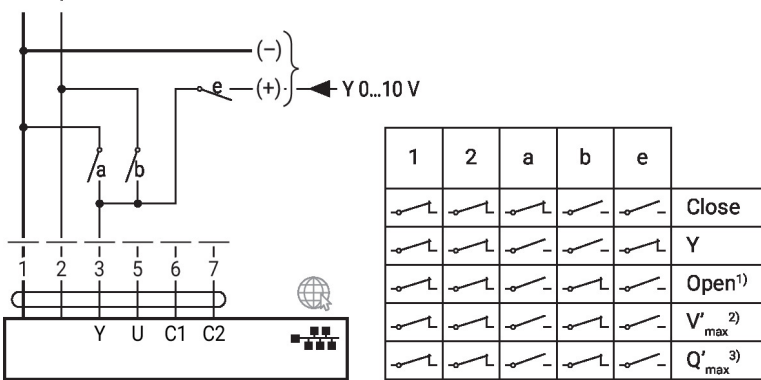 (−)
e (+) Y 0...10 V
a b
1 2 3 5 6 7
Y U C1 C2
1 2 a b e
Close
Y
Open1)
V'max2)
Q'max3)